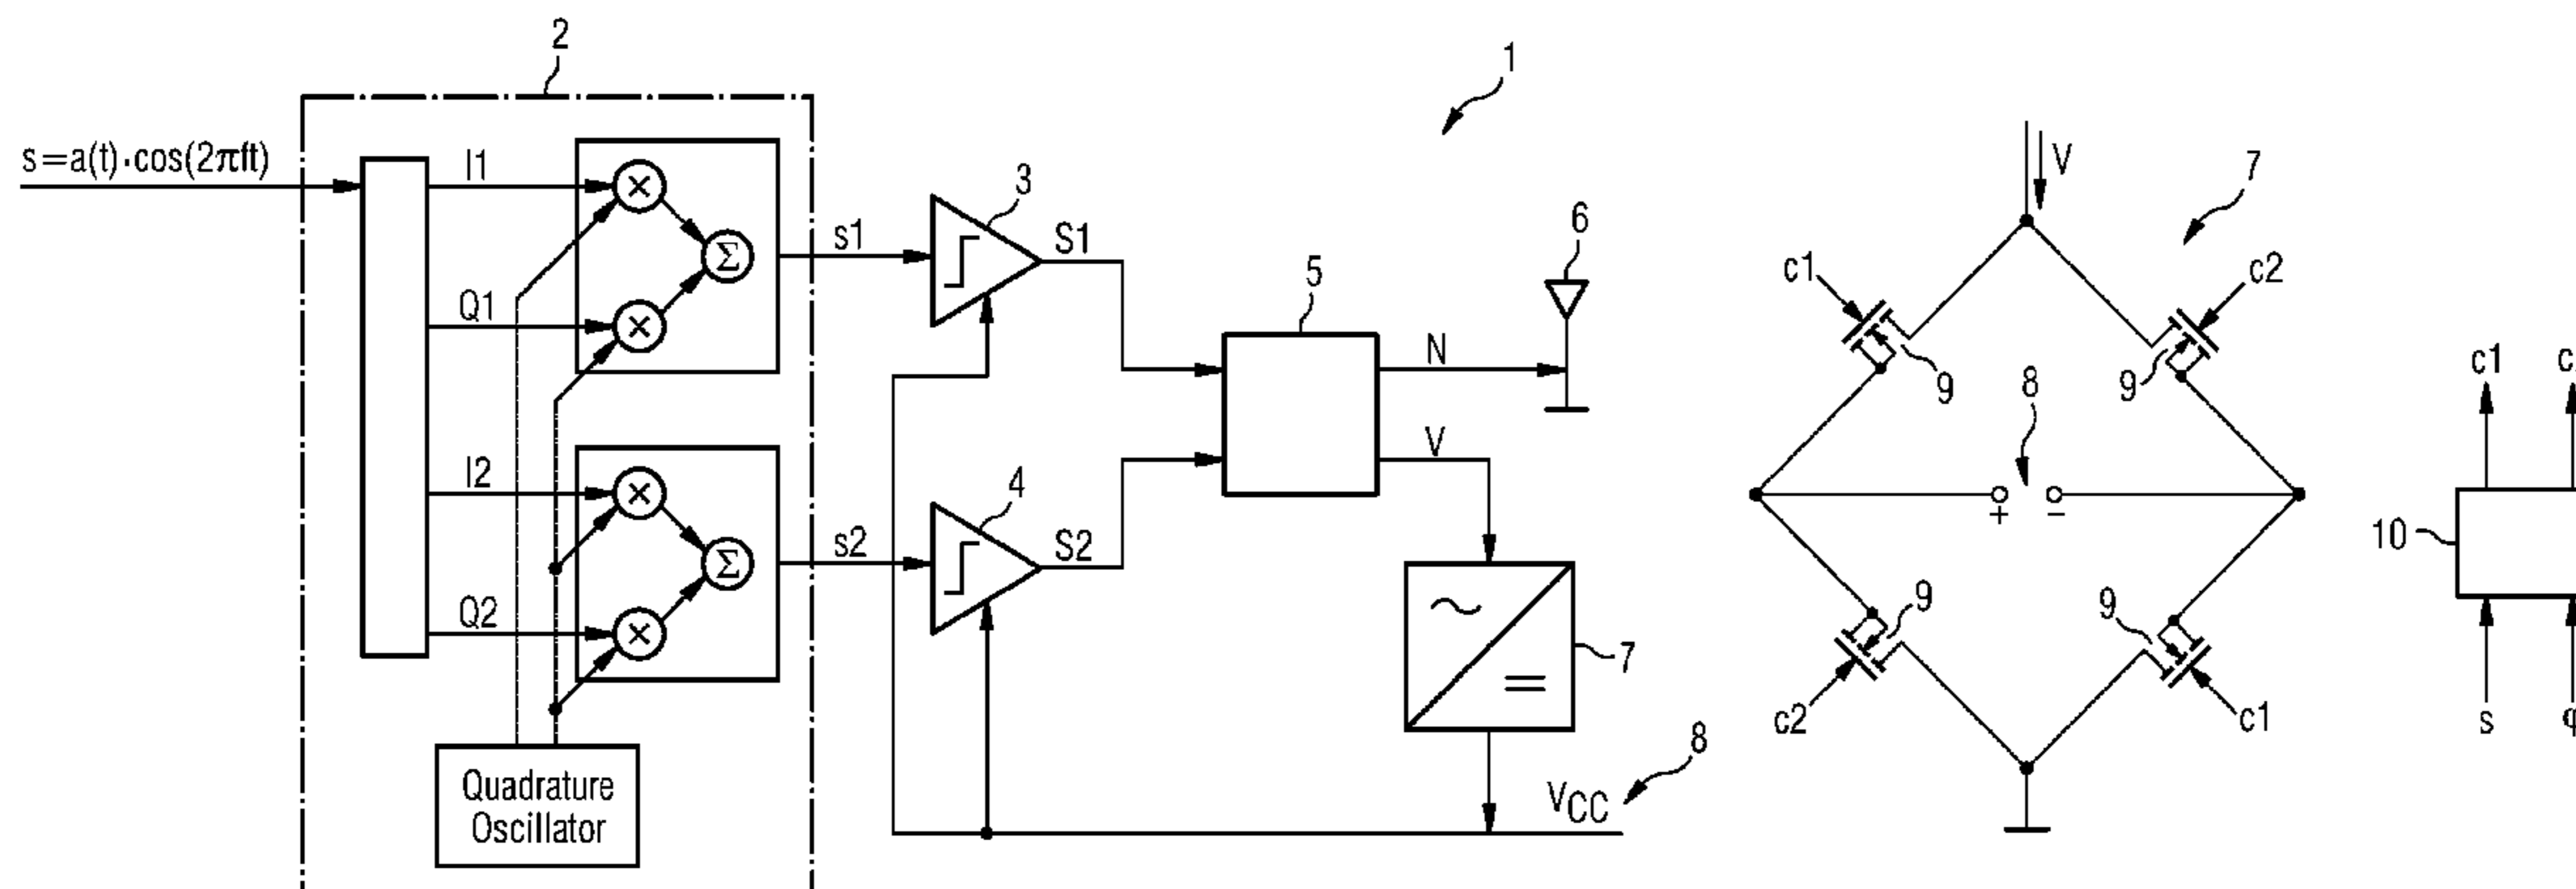 2
1
s=a(t)·cos(2πft)
I1
Q1
I2
Q2
×
×
Σ
×
×
Σ
Quadrature
Oscillator
s1
s2
3
4
S1
S2
5
N
V
6
7
V_CC
8
V
7
c1
c2
9
9
8
+
−
9
9
c2
c1
c1
10
s